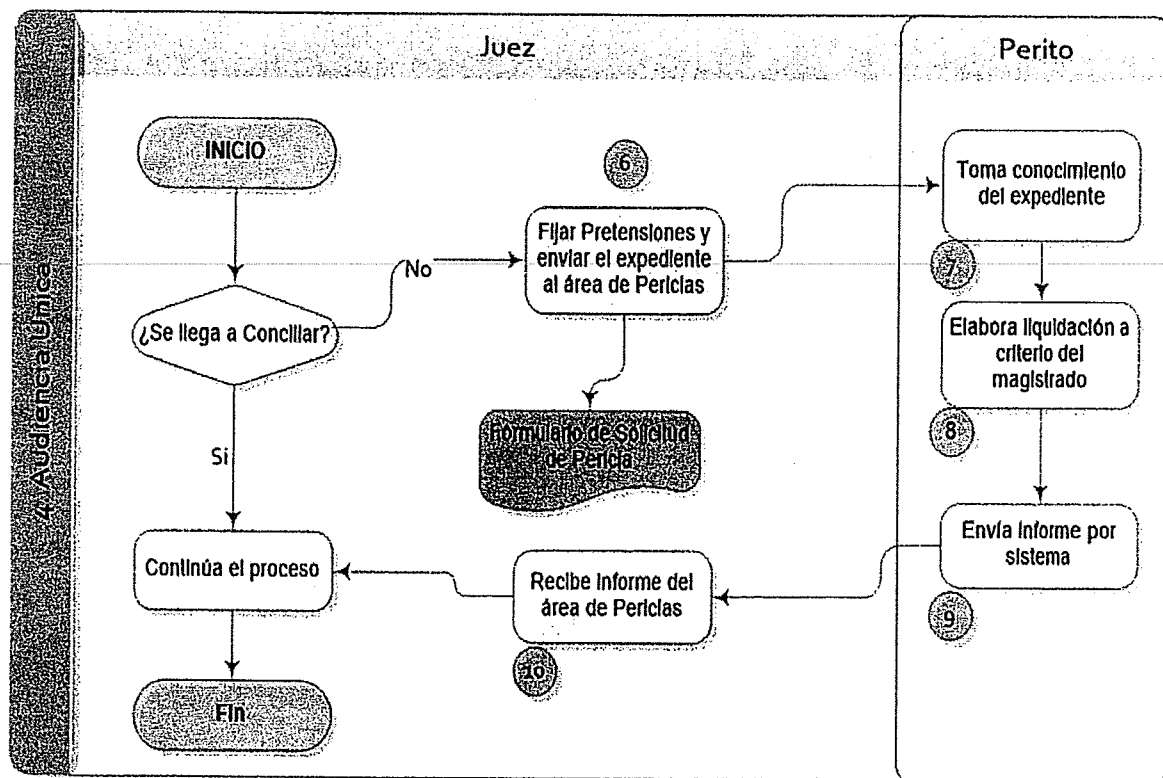 Juez
Perito
4. Audiencia Única
INICIO
6
Toma conocimiento
del expediente
Fijar Pretensiones y
enviar el expediente
al área de Pericias
No
¿Se llega a Conciliar?
7
Elabora liquidación a
criterio del
magistrado
Formulario de Solicitud
de Pericia
8
Si
Envía informe por
sistema
Continúa el proceso
Recibe informe del
área de Pericias
9
10
Fin